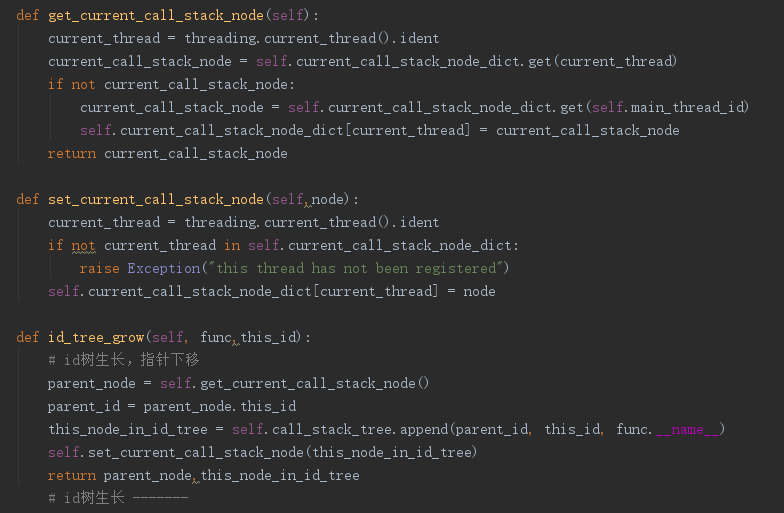 def get_current_call_stack_node(self):
    current_thread = threading.current_thread().ident
    current_call_stack_node = self.current_call_stack_node_dict.get(current_thread)
    if not current_call_stack_node:
        current_call_stack_node = self.current_call_stack_node_dict.get(self.main_thread_id)
        self.current_call_stack_node_dict[current_thread] = current_call_stack_node
    return current_call_stack_node

def set_current_call_stack_node(self,node):
    current_thread = threading.current_thread().ident
    if not current_thread in self.current_call_stack_node_dict:
        raise Exception("this thread has not been registered")
    self.current_call_stack_node_dict[current_thread] = node

def id_tree_grow(self, func,this_id):
    # id树生长，指针下移
    parent_node = self.get_current_call_stack_node()
    parent_id = parent_node.this_id
    this_node_in_id_tree = self.call_stack_tree.append(parent_id, this_id, func.__name__)
    self.set_current_call_stack_node(this_node_in_id_tree)
    return parent_node,this_node_in_id_tree
    # id树生长 -------